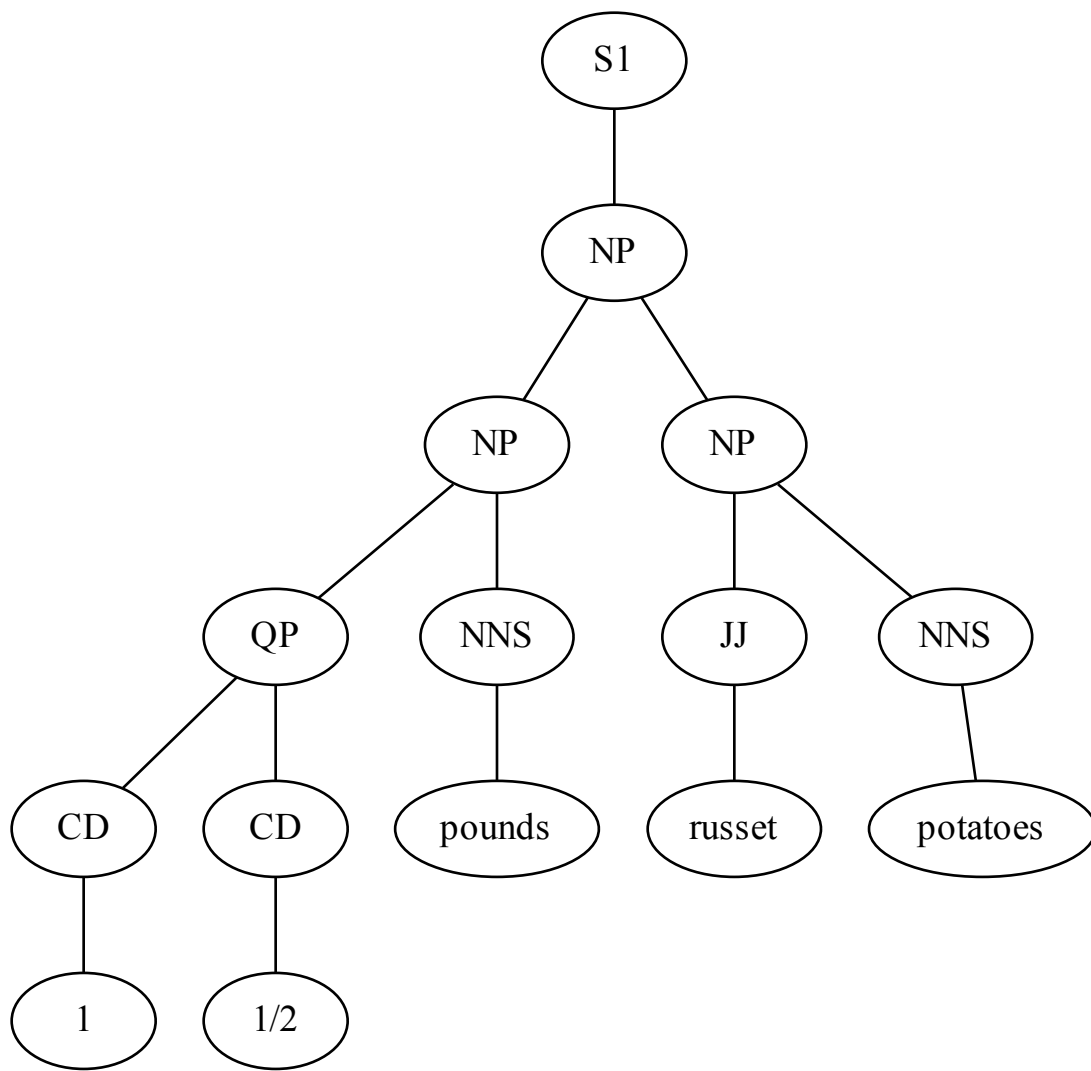 S1
NP
NP NP
QP NNS JJ NNS
CD CD pounds russet potatoes
1 1/2